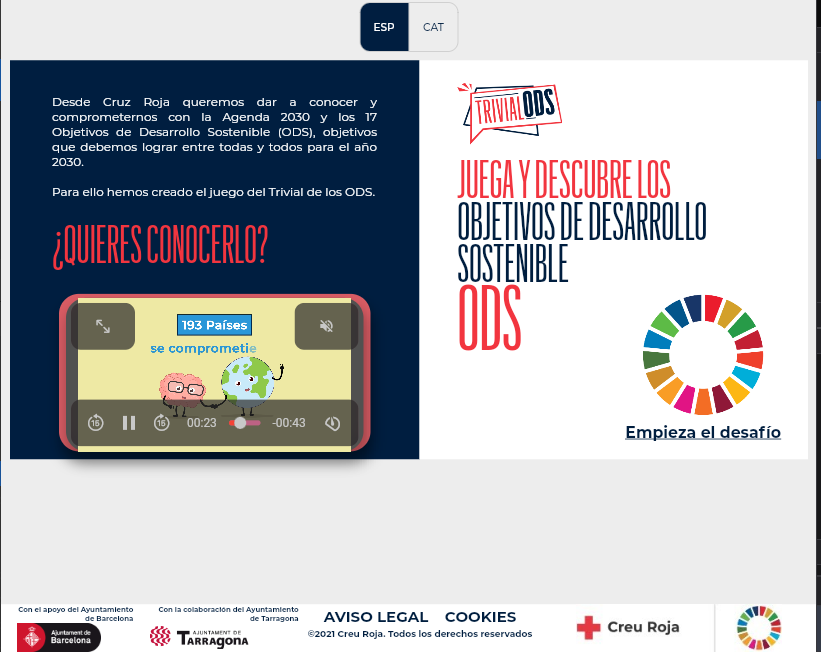 ESP
CAT
Desde Cruz Roja queremos dar a conocer y
comprometernos con la Agenda 2030 y los 17
Objetivos de Desarrollo Sostenible (ODS), objetivos
que debemos lograr entre todas y todos para el año
2030.
Para ello hemos creado el juego del Trivial de los ODS.
¿QUIERES CONOCERLO?
193 Países
se comprometie
15
15
00:23
-00:43
TRIVIAL ODS
JUEGA Y DESCUBRE LOS
OBJETIVOS DE DESARROLLO
SOSTENIBLE
ODS
Empieza el desafío
Con el apoyo del Ayuntamiento
de Barcelona
Ajuntament de
Barcelona
Con la colaboración del Ayuntamiento
de Tarragona
AJUNTAMENT DE
TARRAGONA
AVISO LEGAL
COOKIES
©2021 Creu Roja. Todos los derechos reservados
Creu Roja